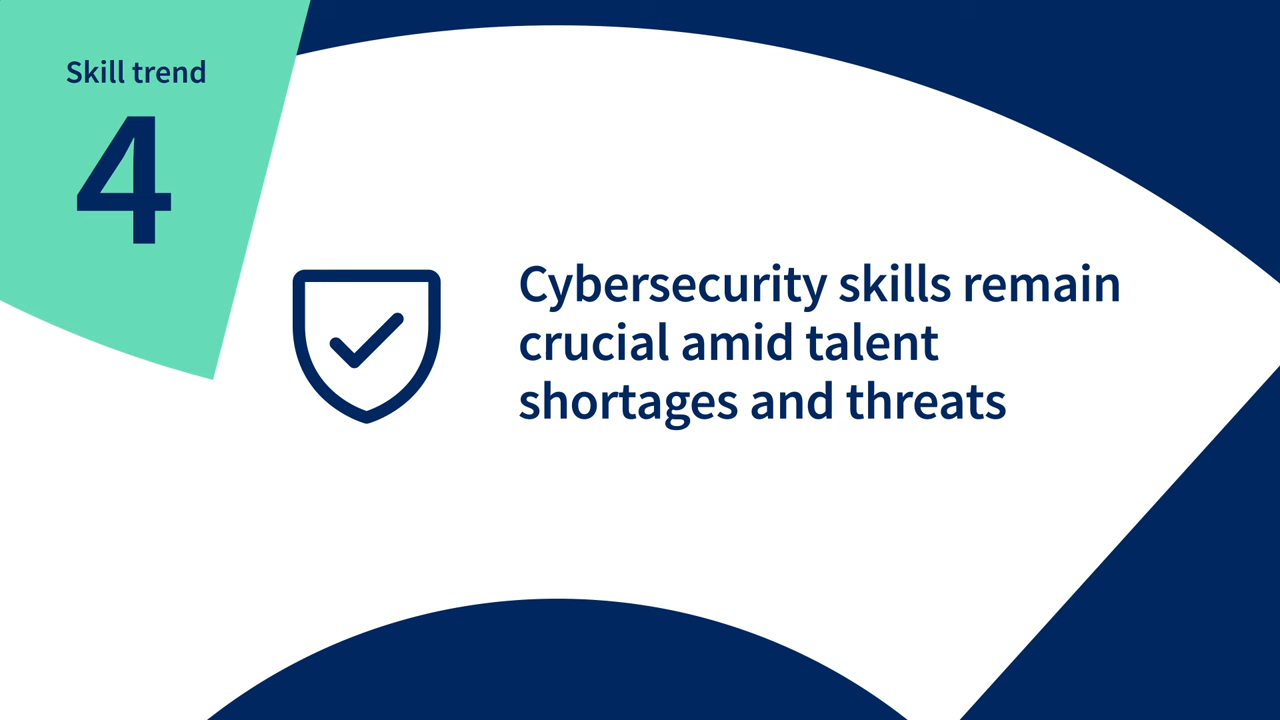 Skill trend
4
Cybersecurity skills remain
crucial amid talent
shortages and threats